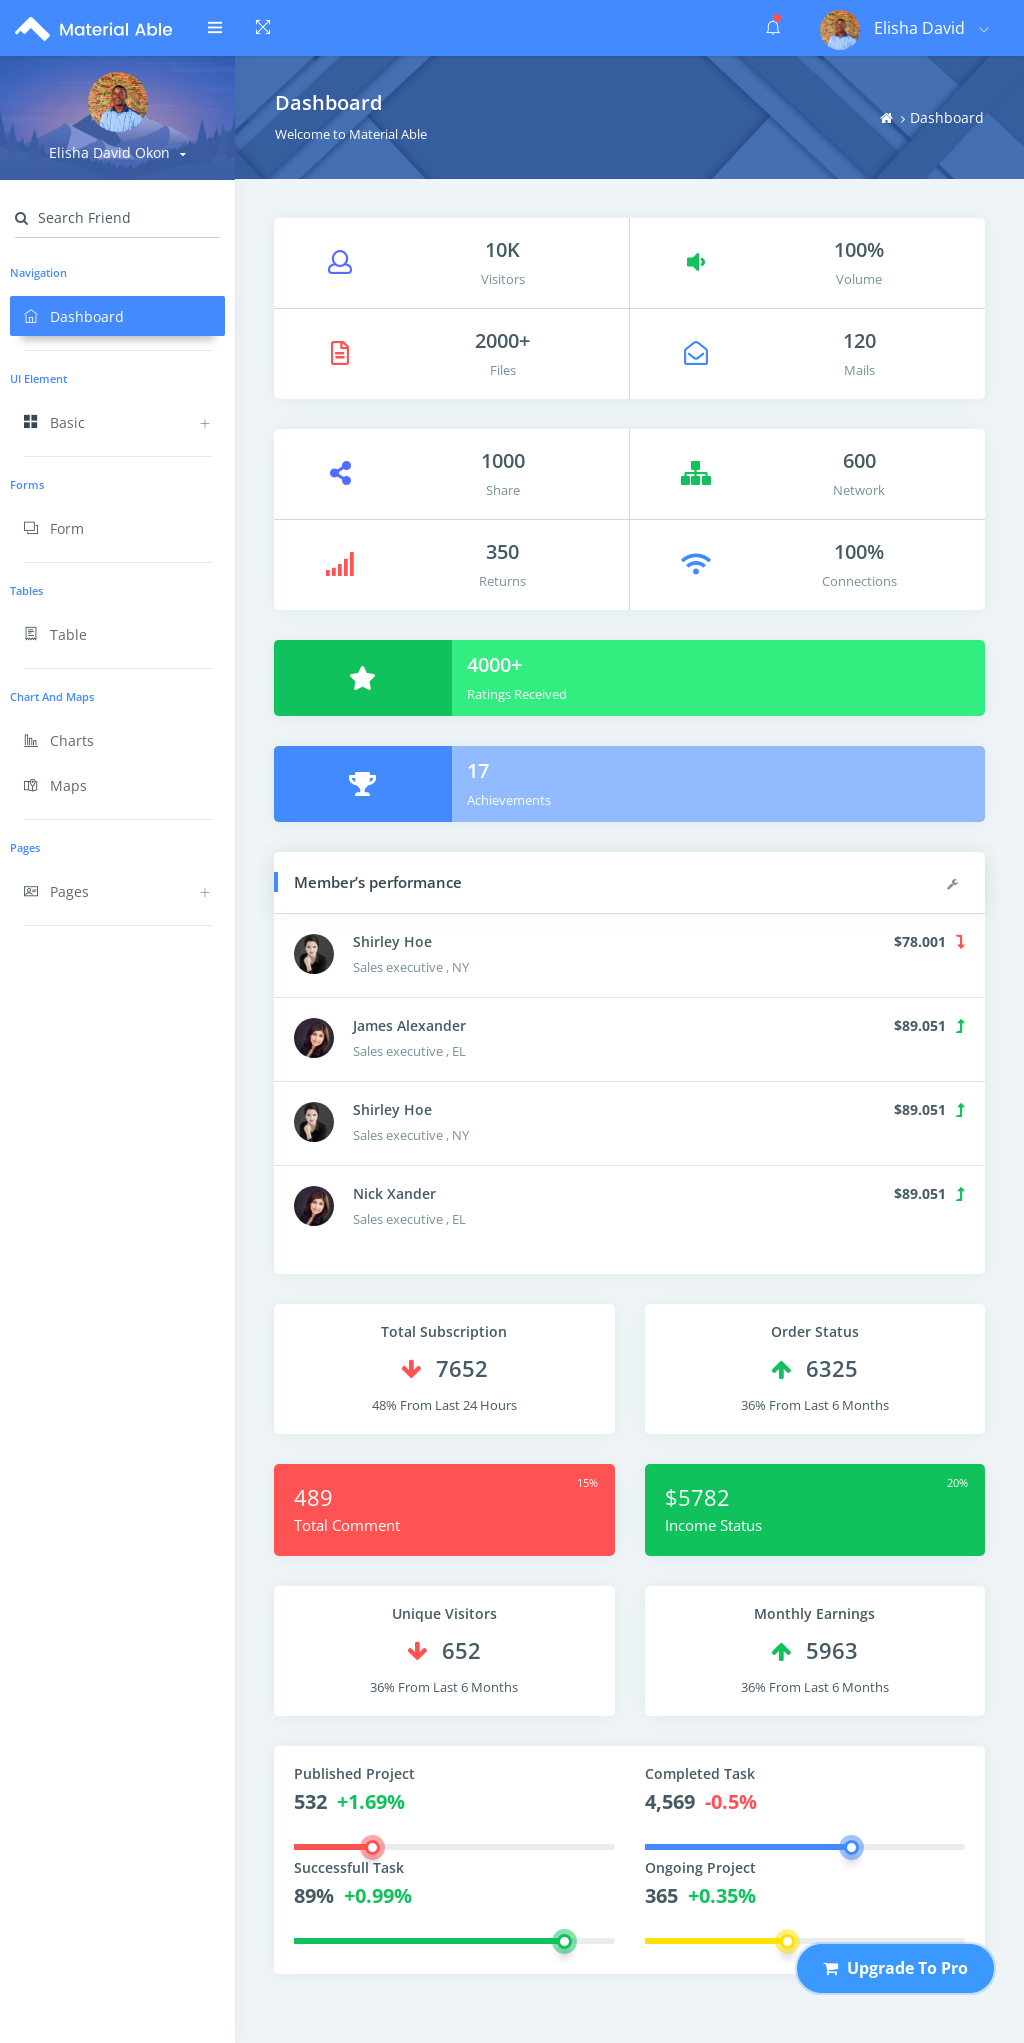 Material Able
Elisha David
Elisha David Okon
Search Friend
Navigation
Dashboard
UI Element
Basic
Forms
Form
Tables
Table
Chart And Maps
Charts
Maps
Pages
Pages
Dashboard
Welcome to Material Able
Dashboard
10K
Visitors
100%
Volume
2000+
Files
120
Mails
1000
Share
600
Network
350
Returns
100%
Connections
4000+
Ratings Received
17
Achievements
Member’s performance
Shirley Hoe
Sales executive , NY
$78.001
James Alexander
Sales executive , EL
$89.051
Shirley Hoe
Sales executive , NY
$89.051
Nick Xander
Sales executive , EL
$89.051
Total Subscription
7652
48% From Last 24 Hours
Order Status
6325
36% From Last 6 Months
489
15%
Total Comment
$5782
20%
Income Status
Unique Visitors
652
36% From Last 6 Months
Monthly Earnings
5963
36% From Last 6 Months
Published Project
532 +1.69%
Completed Task
4,569 -0.5%
Successfull Task
89% +0.99%
Ongoing Project
365 +0.35%
Upgrade To Pro